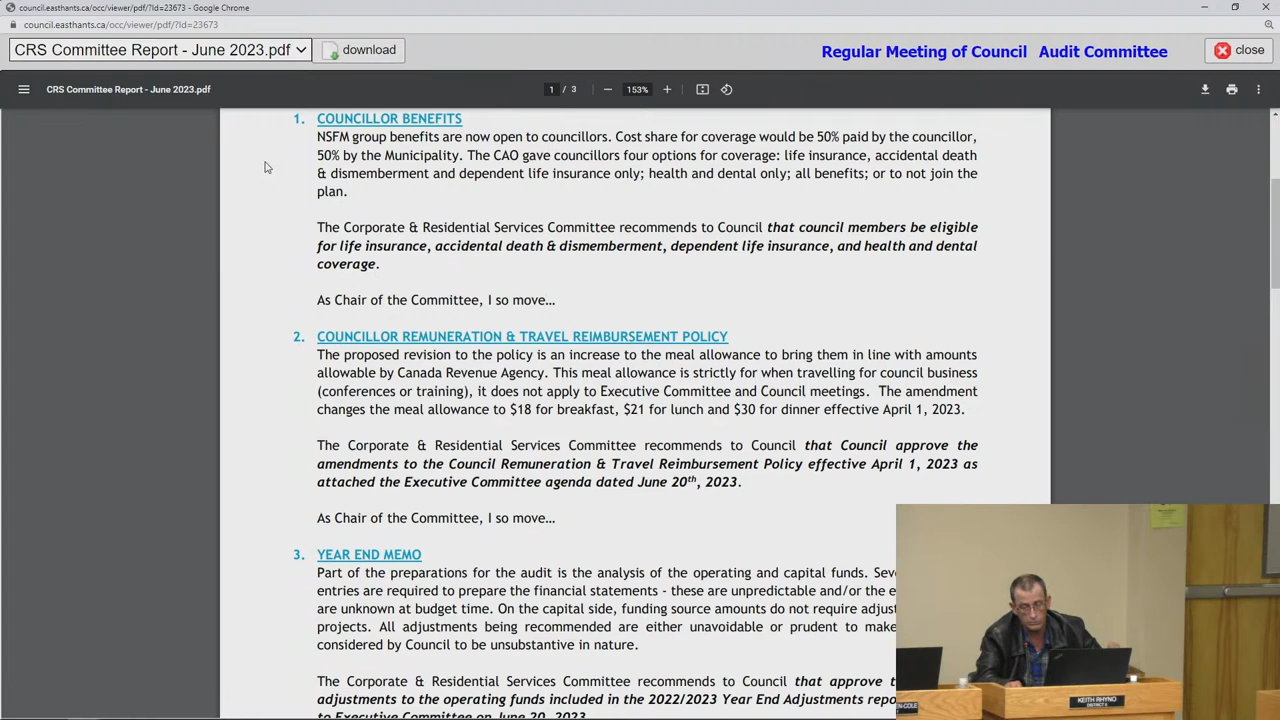 council.easthants.ca/occ/viewer/pdf/?Id=23673 - Google Chrome
council.easthants.ca/occ/viewer/pdf/?Id=23673
CRS Committee Report - June 2023.pdf
download
Regular Meeting of Council Audit Committee
close
CRS Committee Report - June 2023.pdf
1 / 3
153%
1. COUNCILLOR BENEFITS
NSFM group benefits are now open to councillors. Cost share for coverage would be 50% paid by the councillor,
50% by the Municipality. The CAO gave councillors four options for coverage: life insurance, accidental death
& dismemberment and dependent life insurance only; health and dental only; all benefits; or to not join the
plan.
The Corporate & Residential Services Committee recommends to Council that council members be eligible
for life insurance, accidental death & dismemberment, dependent life insurance, and health and dental
coverage.
As Chair of the Committee, I so move…
2. COUNCILLOR REMUNERATION & TRAVEL REIMBURSEMENT POLICY
The proposed revision to the policy is an increase to the meal allowance to bring them in line with amounts
allowable by Canada Revenue Agency. This meal allowance is strictly for when travelling for council business
(conferences or training), it does not apply to Executive Committee and Council meetings. The amendment
changes the meal allowance to $18 for breakfast, $21 for lunch and $30 for dinner effective April 1, 2023.
The Corporate & Residential Services Committee recommends to Council that Council approve the
amendments to the Council Remuneration & Travel Reimbursement Policy effective April 1, 2023 as
attached the Executive Committee agenda dated June 20th, 2023.
As Chair of the Committee, I so move…
3. YEAR END MEMO
Part of the preparations for the audit is the analysis of the operating and capital funds. Sev
entries are required to prepare the financial statements - these are unpredictable and/or the e
are unknown at budget time. On the capital side, funding source amounts do not require adjust
projects. All adjustments being recommended are either unavoidable or prudent to make
considered by Council to be unsubstantive in nature.
The Corporate & Residential Services Committee recommends to Council that approve t
adjustments to the operating funds included in the 2022/2023 Year End Adjustments repo
to Executive Committee on June 20, 2023
KEITH RHYNO